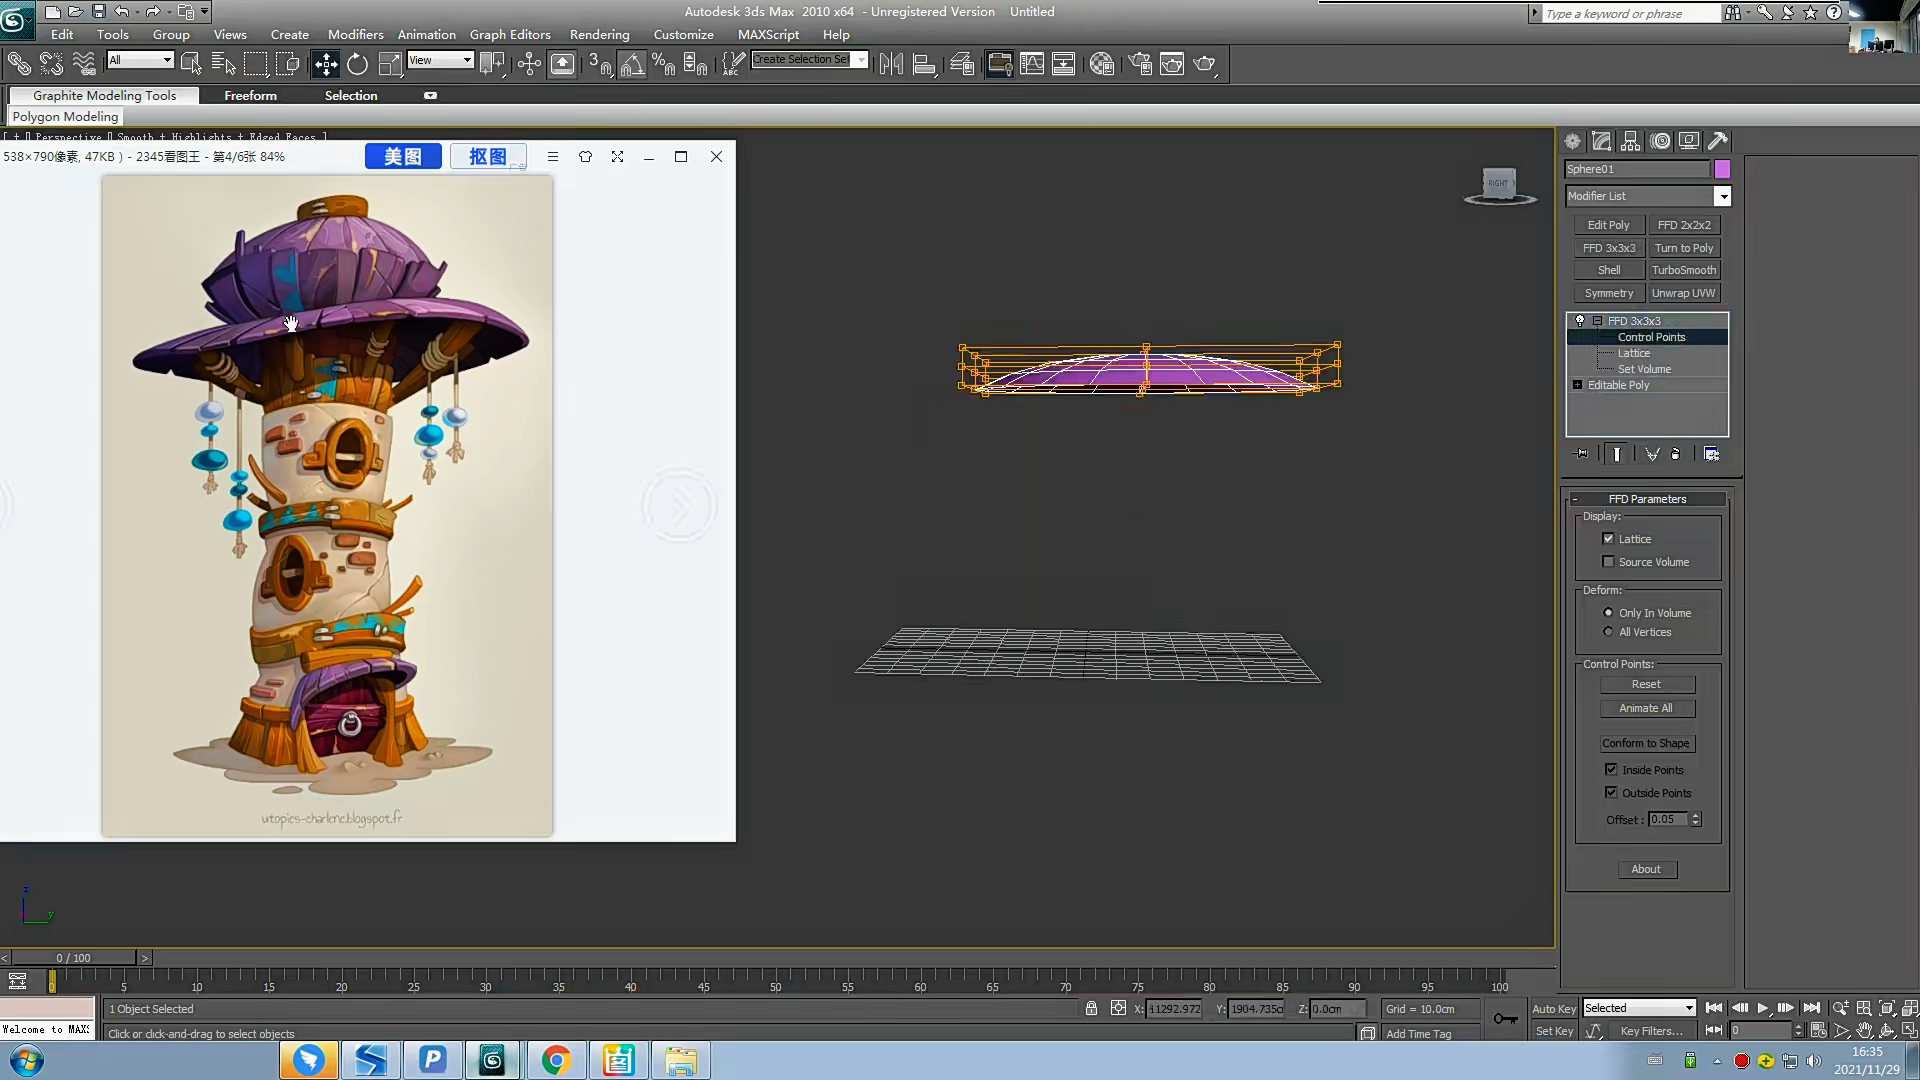 Autodesk 3ds Max 2010 x64 - Unregistered Version Untitled
Type a keyword or phrase
Edit Tools Group Views Create Modifiers Animation Graph Editors Rendering Customize MAXScript Help
All
View
3
Create Selection Set
Graphite Modeling Tools Freeform Selection
Polygon Modeling
[ + ] Perspective Smooth + Highlights + Edged Faces ]
538×790像素, 47KB ) - 2345看图王 - 第4/6张 84%
美图
抠图
utopies-charlene.blogspot.fr
RIGHT
Sphere01
Modifier List
Edit Poly FFD 2x2x2
FFD 3x3x3 Turn to Poly
Shell TurboSmooth
Symmetry Unwrap UVW
FFD 3x3x3
Control Points
Lattice
Set Volume
Editable Poly
- FFD Parameters
Display:
Lattice
Source Volume
Deform:
Only In Volume
All Vertices
Control Points:
Reset
Animate All
Conform to Shape
Inside Points
Outside Points
Offset : 0.05
About
z
y
< 0 / 100 >
0 5 10 15 20 25 30 35 40 45 50 55 60 65 70 75 80 85 90 95 100
1 Object Selected
X: 11292.972 Y: 1904.735c Z: 0.0cm Grid = 10.0cm
Auto Key Selected
Welcome to MAX:
Click or click-and-drag to select objects
Add Time Tag
Set Key Key Filters... 0
16:35
2021/11/29